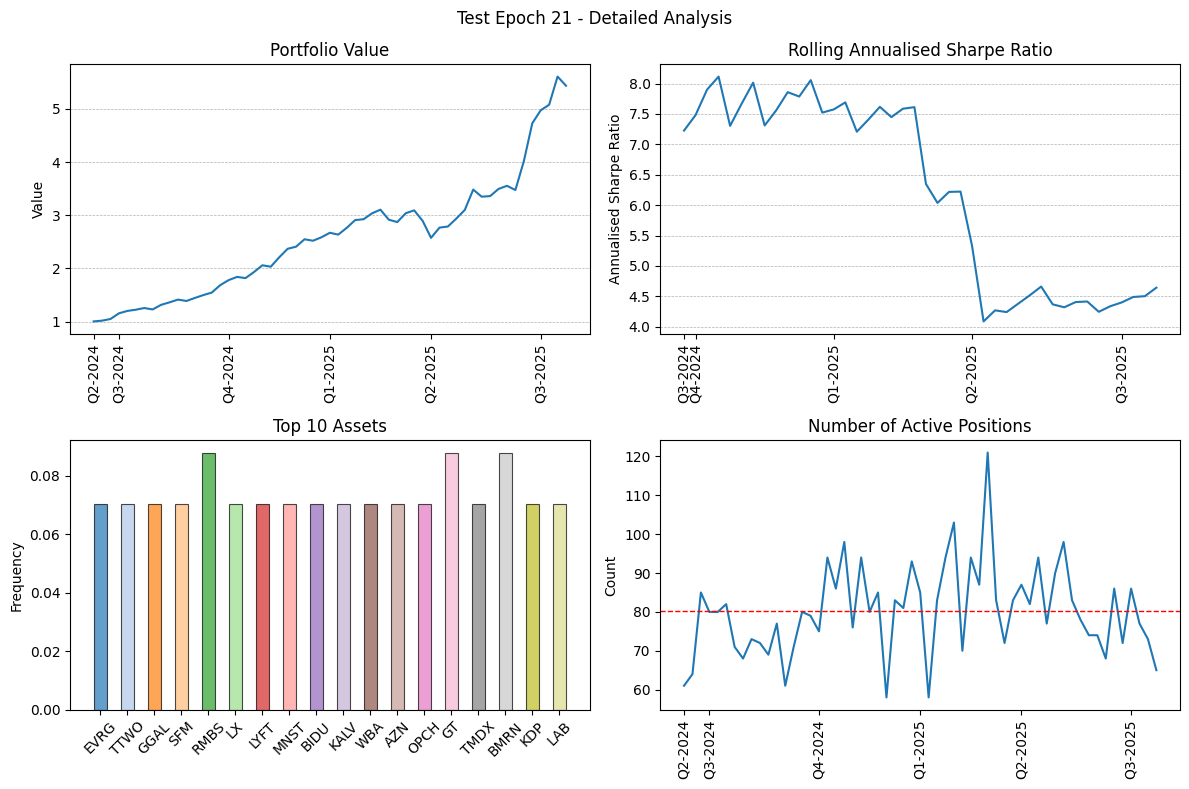 Test Epoch 21 - Detailed Analysis
Portfolio Value
Value
5
4
3
2
1
Q2-2024
Q3-2024
Q4-2024
Q1-2025
Q2-2025
Q3-2025
Rolling Annualised Sharpe Ratio
Annualised Sharpe Ratio
8.0
7.5
7.0
6.5
6.0
5.5
5.0
4.5
4.0
Q3-2024
Q4-2024
Q1-2025
Q2-2025
Q3-2025
Top 10 Assets
Frequency
0.08
0.06
0.04
0.02
0.00
EVRG
TTWO
GGAL
SFM
RMBS
LX
LYFT
MNST
BIDU
KALV
WBA
AZN
OPCH
GT
TMDX
BMRN
KDP
LAB
Number of Active Positions
Count
120
110
100
90
80
70
60
Q2-2024
Q3-2024
Q4-2024
Q1-2025
Q2-2025
Q3-2025